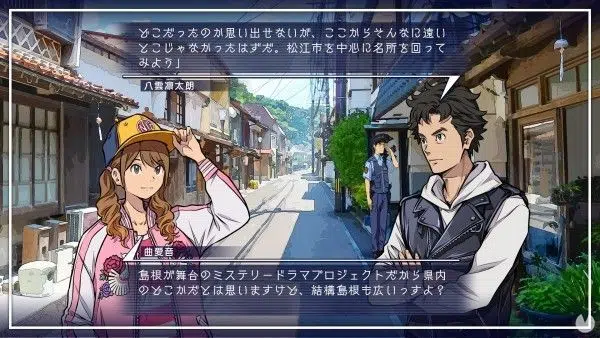 どこだったのか思い出せないが、ここからそんなに遠い
とこじゃなかったはずだ。松江市を中心に名所を回って
みよう」
八雲凛太朗
曲愛音
島根が舞台のミステリードラマプロジェクトだから県内
のどこかだとは思いますけど、結構島根も広いっすよ？